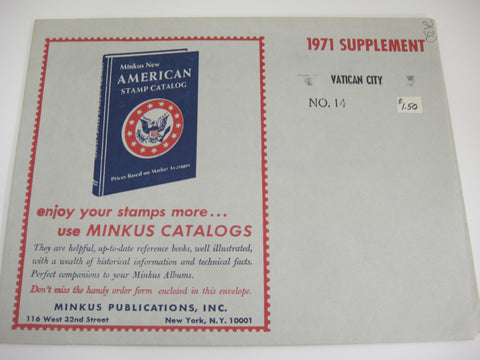 1971 SUPPLEMENT
VATICAN CITY
NO. 14
$1.50
Minkus New
AMERICAN
STAMP CATALOG
Prices Based on Market Averages
enjoy your stamps more...
use MINKUS CATALOGS
They are helpful, up-to-date reference books, well illustrated,
with a wealth of historical information and technical facts.
Perfect companions to your Minkus Albums.
Don't miss the handy order form enclosed in this envelope.
MINKUS PUBLICATIONS, INC.
116 West 32nd Street New York, N.Y. 10001